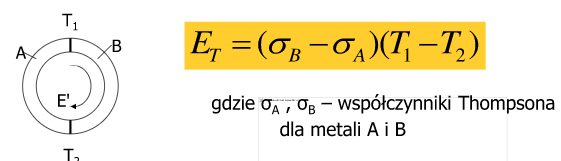 T₁
A
B
E'
T₂
E_T = (σ_B − σ_A)(T₁ − T₂)
gdzie σ_A , σ_B – współczynniki Thompsona
dla metali A i B